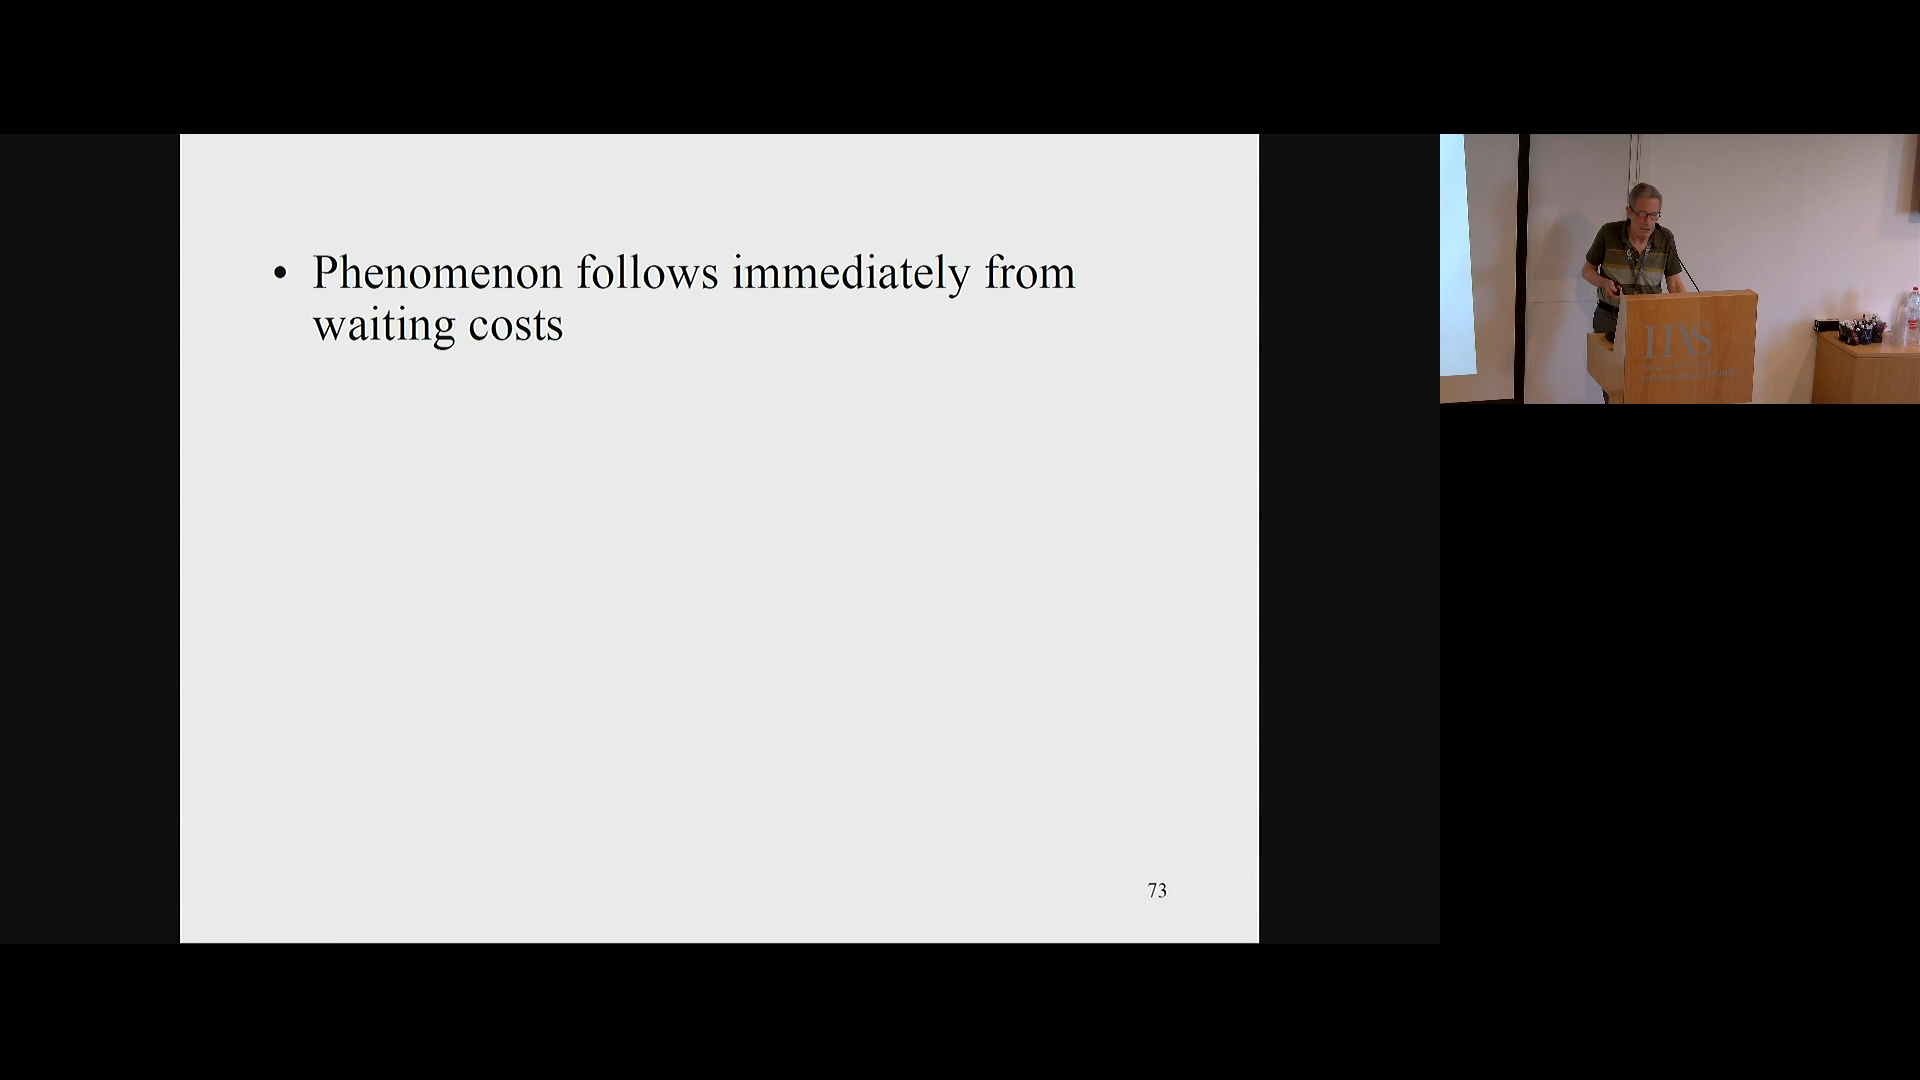 • Phenomenon follows immediately from
waiting costs
73
IIAS